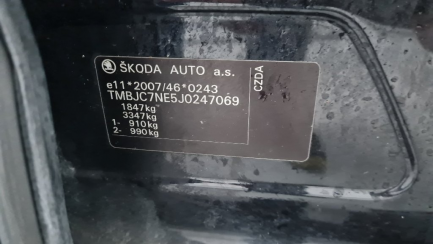 ŠKODA AUTO a.s.
e11*2007/46*0243
TMBJC7NE5J0247069
1847kg
3347kg
1- 910kg
2- 990kg
CZDA